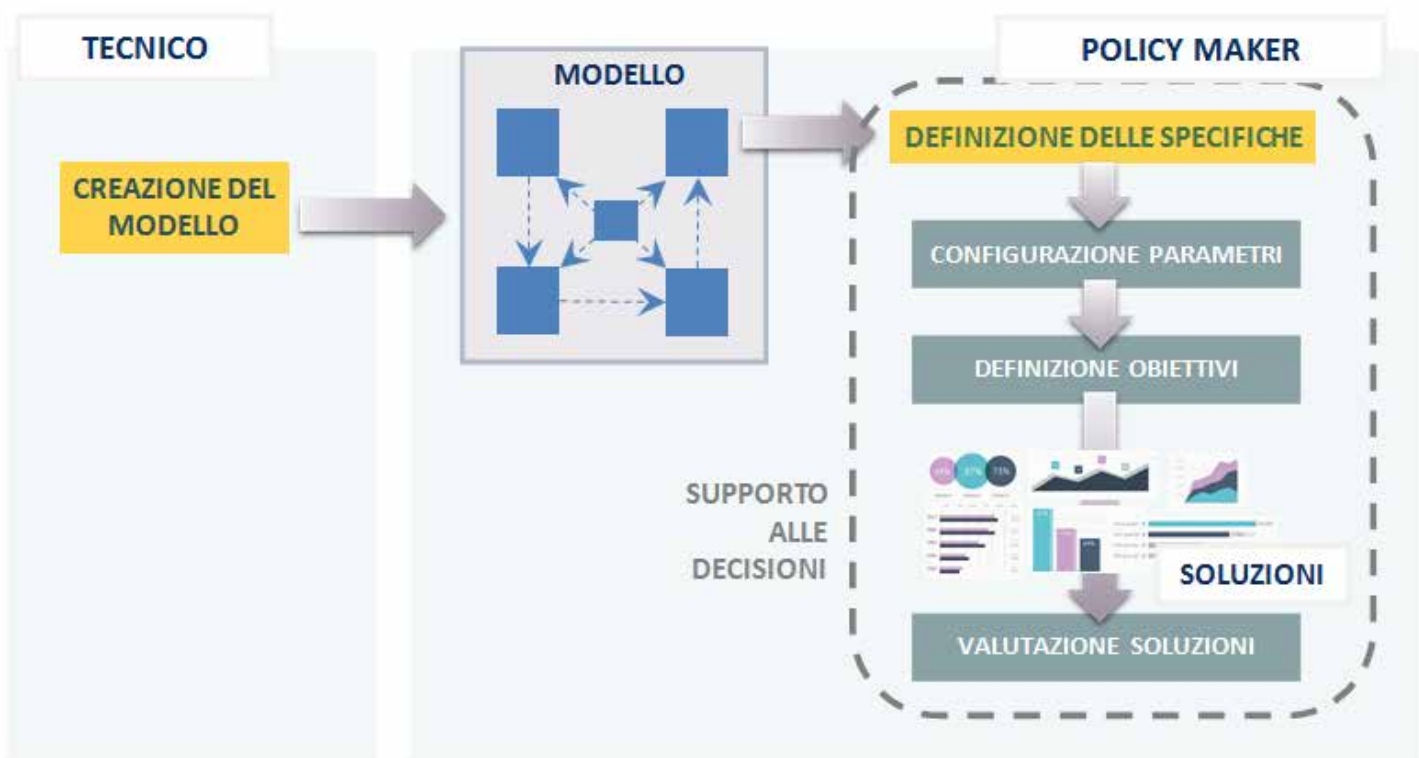 TECNICO
CREAZIONE DEL
MODELLO
MODELLO
POLICY MAKER
DEFINIZIONE DELLE SPECIFICHE
CONFIGURAZIONE PARAMETRI
DEFINIZIONE OBIETTIVI
SUPPORTO
ALLE
DECISIONI
SOLUZIONI
VALUTAZIONE SOLUZIONI